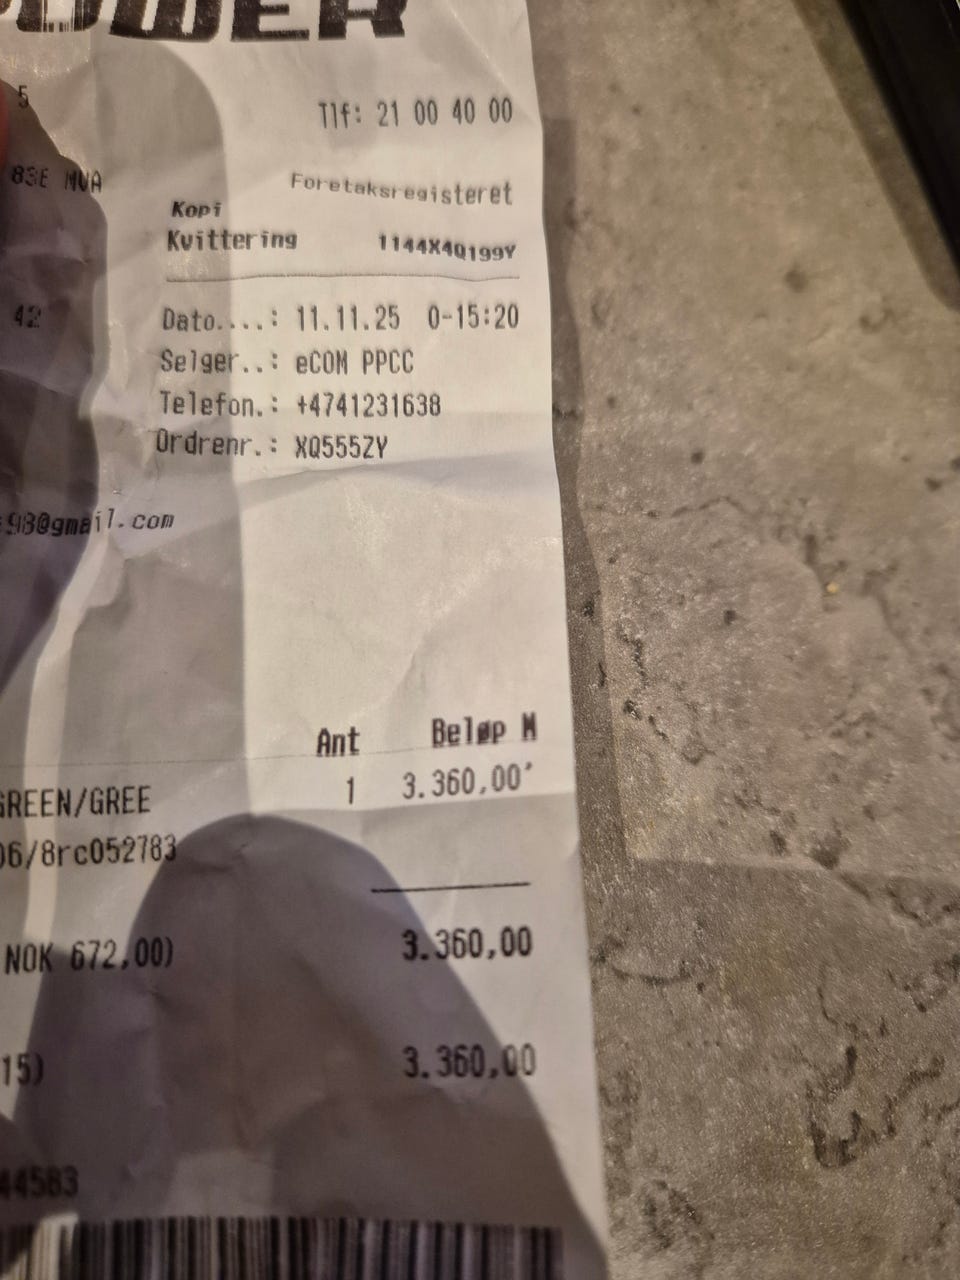 POWER
5
Tlf: 21 00 40 00
83E MVA
Foretaksregisteret
Kopi
Kvittering 1144X4Q199Y
42
Dato....: 11.11.25 0-15:20
Selger..: eCOM PPCC
Telefon.: +4741231638
Ordrenr.: XQ555ZY
98@gmail.com
Ant Beløp M
GREEN/GREE 1 3.360,00'
06/8rc052783
NOK 672,00) 3.360,00
15) 3.360,00
44583